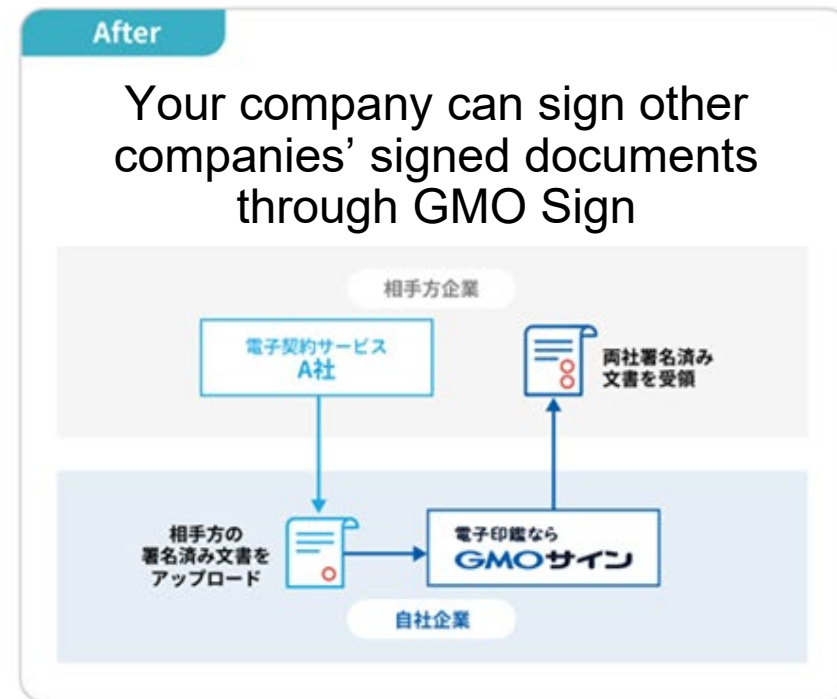 After
Your company can sign other
companies’ signed documents
through GMO Sign
相手方企業
電子契約サービス
A社
両社署名済み
文書を受領
相手方の
署名済み文書を
アップロード
電子印鑑なら
GMOサイン
自社企業